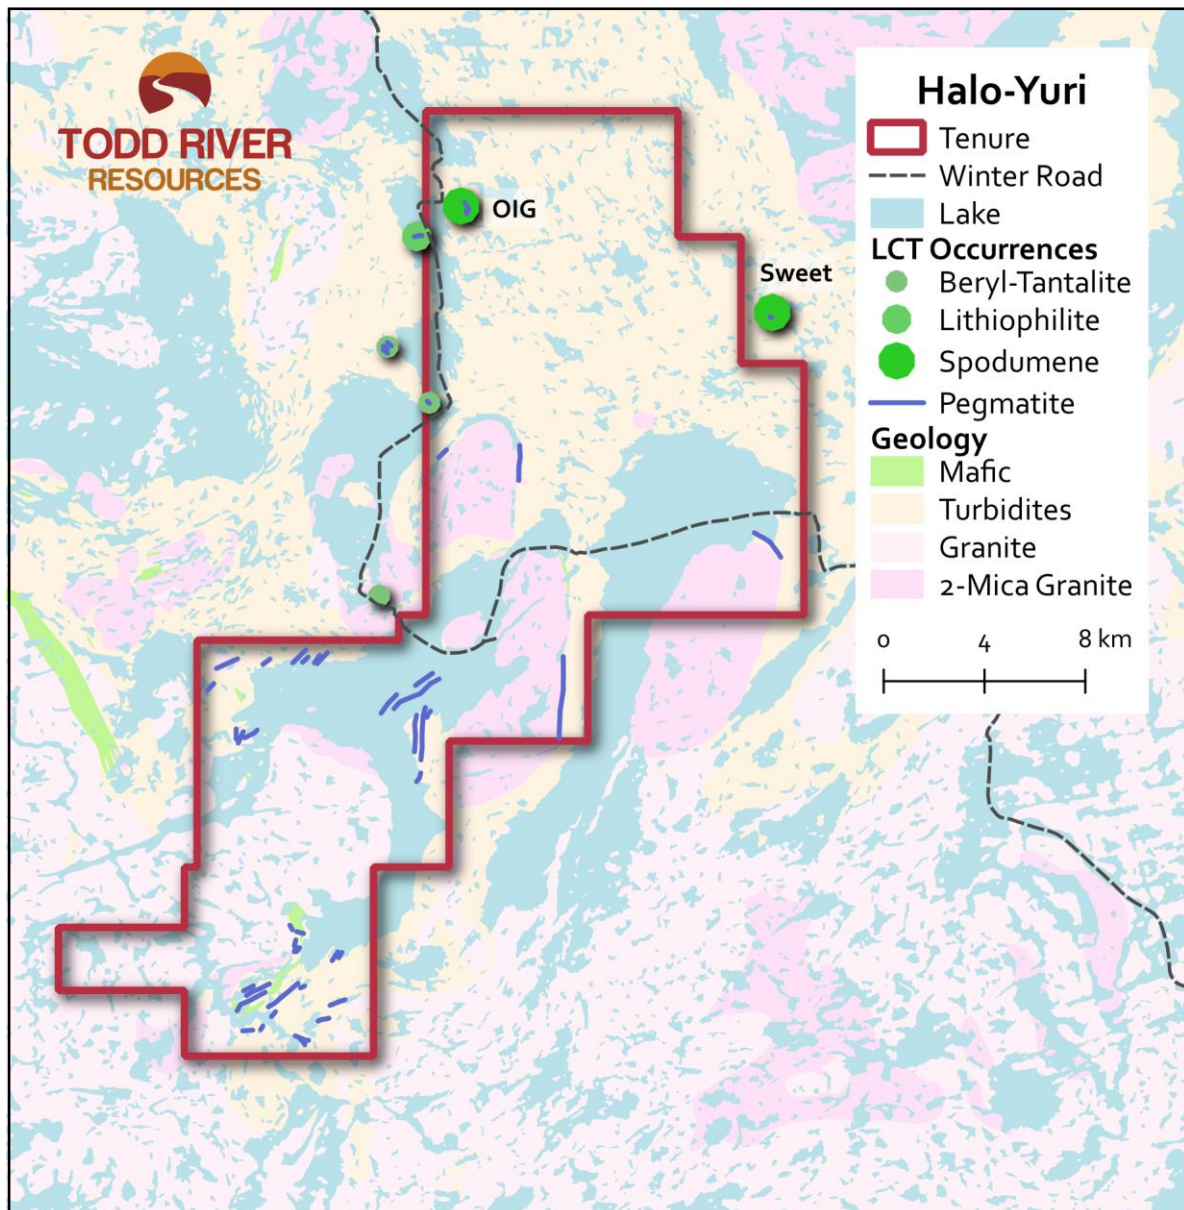 TODD RIVER
RESOURCES
OIG
Sweet
Halo-Yuri
Tenure
Winter Road
Lake
LCT Occurrences
Beryl-Tantalite
Lithiophilite
Spodumene
Pegmatite
Geology
Mafic
Turbidites
Granite
2-Mica Granite
0 4 8 km